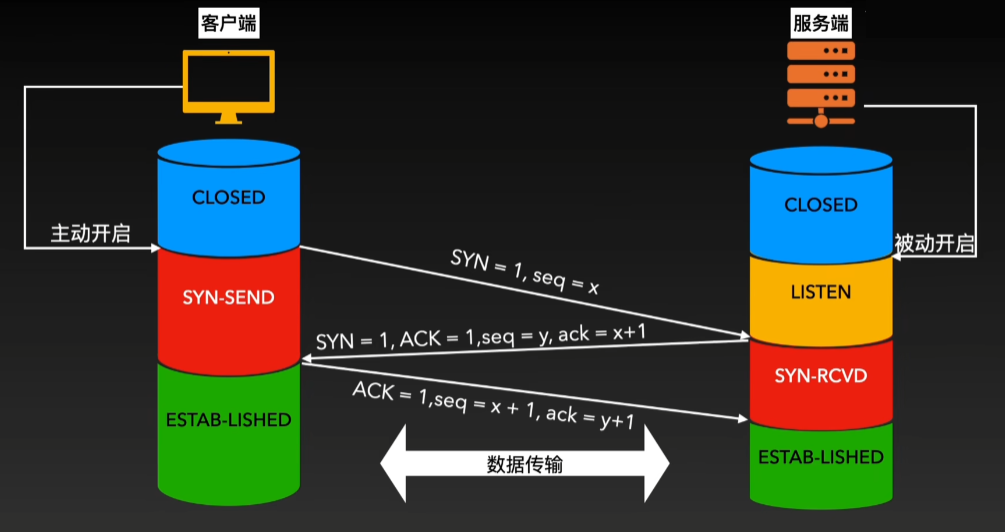 客户端
服务端
CLOSED
CLOSED
主动开启
被动开启
SYN = 1, seq = x
SYN-SEND
LISTEN
SYN = 1, ACK = 1,seq = y, ack = x+1
SYN-RCVD
ACK = 1,seq = x + 1, ack = y+1
ESTAB-LISHED
ESTAB-LISHED
数据传输